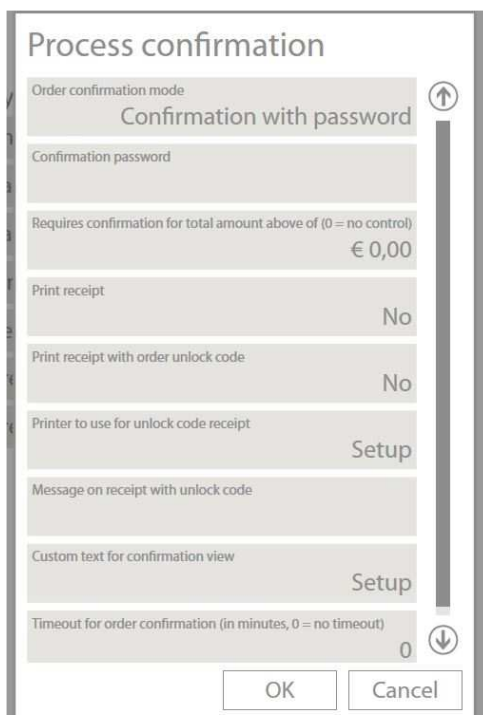 Process confirmation
Order confirmation mode
Confirmation with password
Confirmation password
Requires confirmation for total amount above of (0 = no control)
€ 0,00
Print receipt
No
Print receipt with order unlock code
No
Printer to use for unlock code receipt
Setup
Message on receipt with unlock code
Custom text for confirmation view
Setup
Timeout for order confirmation (in minutes, 0 = no timeout)
0
OK
Cancel